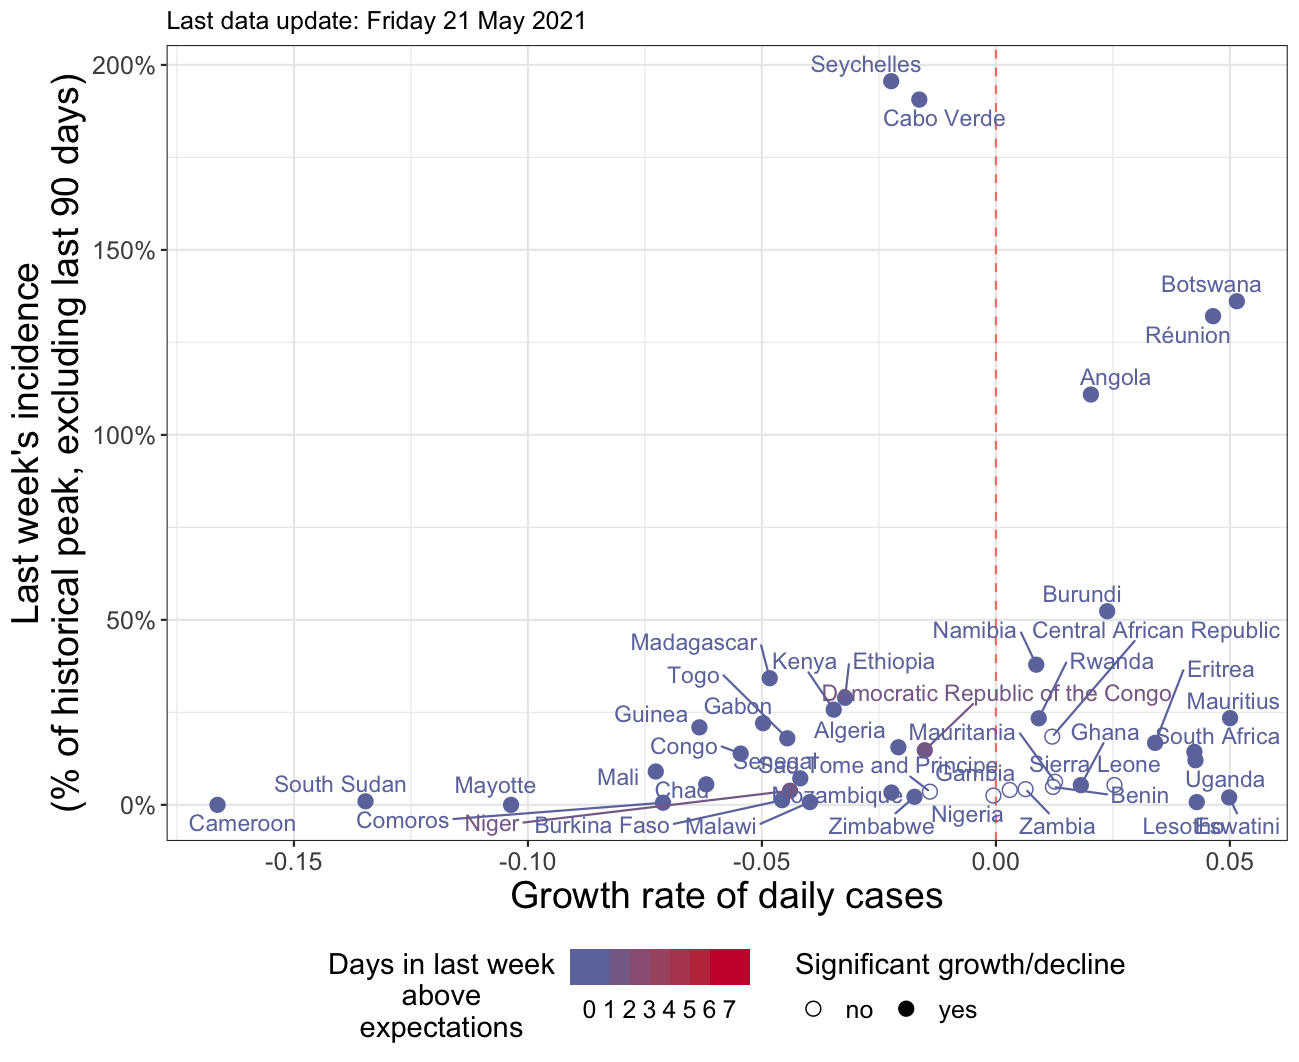 Last data update: Friday 21 May 2021
Last week's incidence
(% of historical peak, excluding last 90 days)
200%
150%
100%
50%
0%
Seychelles
Cabo Verde
Botswana
Réunion
Angola
Burundi
Namibia
Central African Republic
Madagascar
Kenya
Ethiopia
Rwanda
Eritrea
Togo
Democratic Republic of the Congo
Mauritius
Gabon
Guinea
Algeria
Mauritania
Ghana
South Africa
Congo
Senegal
Sao Tome and Principe
Gambia
Sierra Leone
Mali
Uganda
South Sudan
Mayotte
Chad
Mozambique
Benin
Nigeria
Cameroon
Comoros
Niger
Burkina Faso
Malawi
Zimbabwe
Zambia
Lesotho
Eswatini
-0.15
-0.10
-0.05
0.00
0.05
Growth rate of daily cases
Days in last week
above
expectations
0 1 2 3 4 5 6 7
Significant growth/decline
no
yes